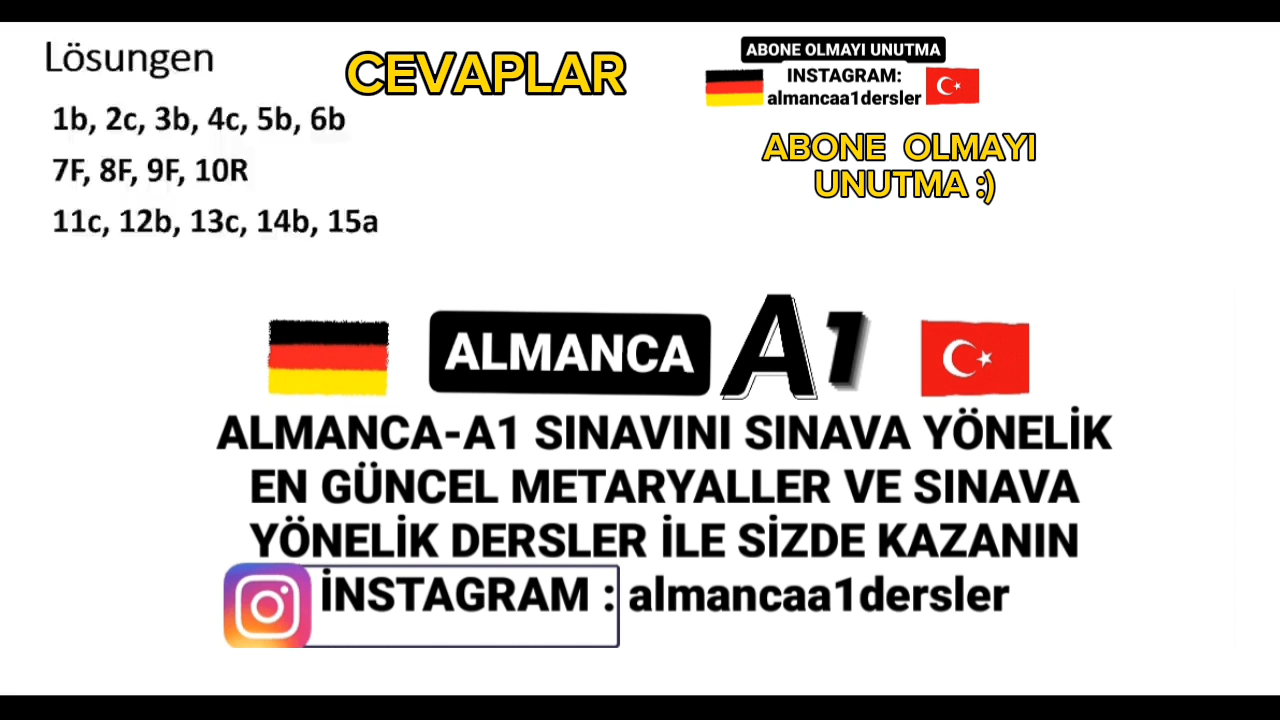 Lösungen
CEVAPLAR
1b, 2c, 3b, 4c, 5b, 6b
7F, 8F, 9F, 10R
11c, 12b, 13c, 14b, 15a
ABONE OLMAYI UNUTMA
INSTAGRAM:
almancaa1dersler
ABONE OLMAYI
UNUTMA :)
ALMANCA A1
ALMANCA-A1 SINAVINI SINAVA YÖNELİK
EN GÜNCEL METARYALLER VE SINAVA
YÖNELİK DERSLER İLE SİZDE KAZANIN
İNSTAGRAM : almancaa1dersler